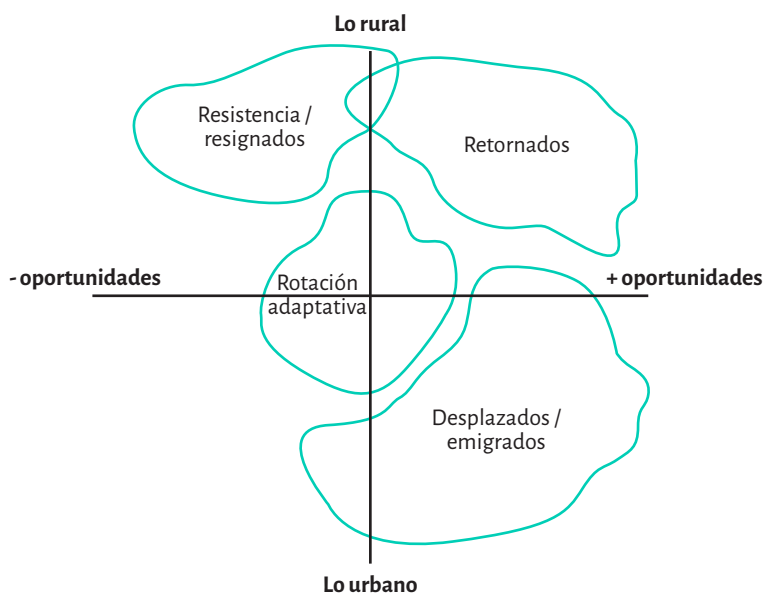 Lo rural
Resistencia /
resignados
Retornados
- oportunidades
+ oportunidades
Rotación
adaptativa
Desplazados /
emigrados
Lo urbano